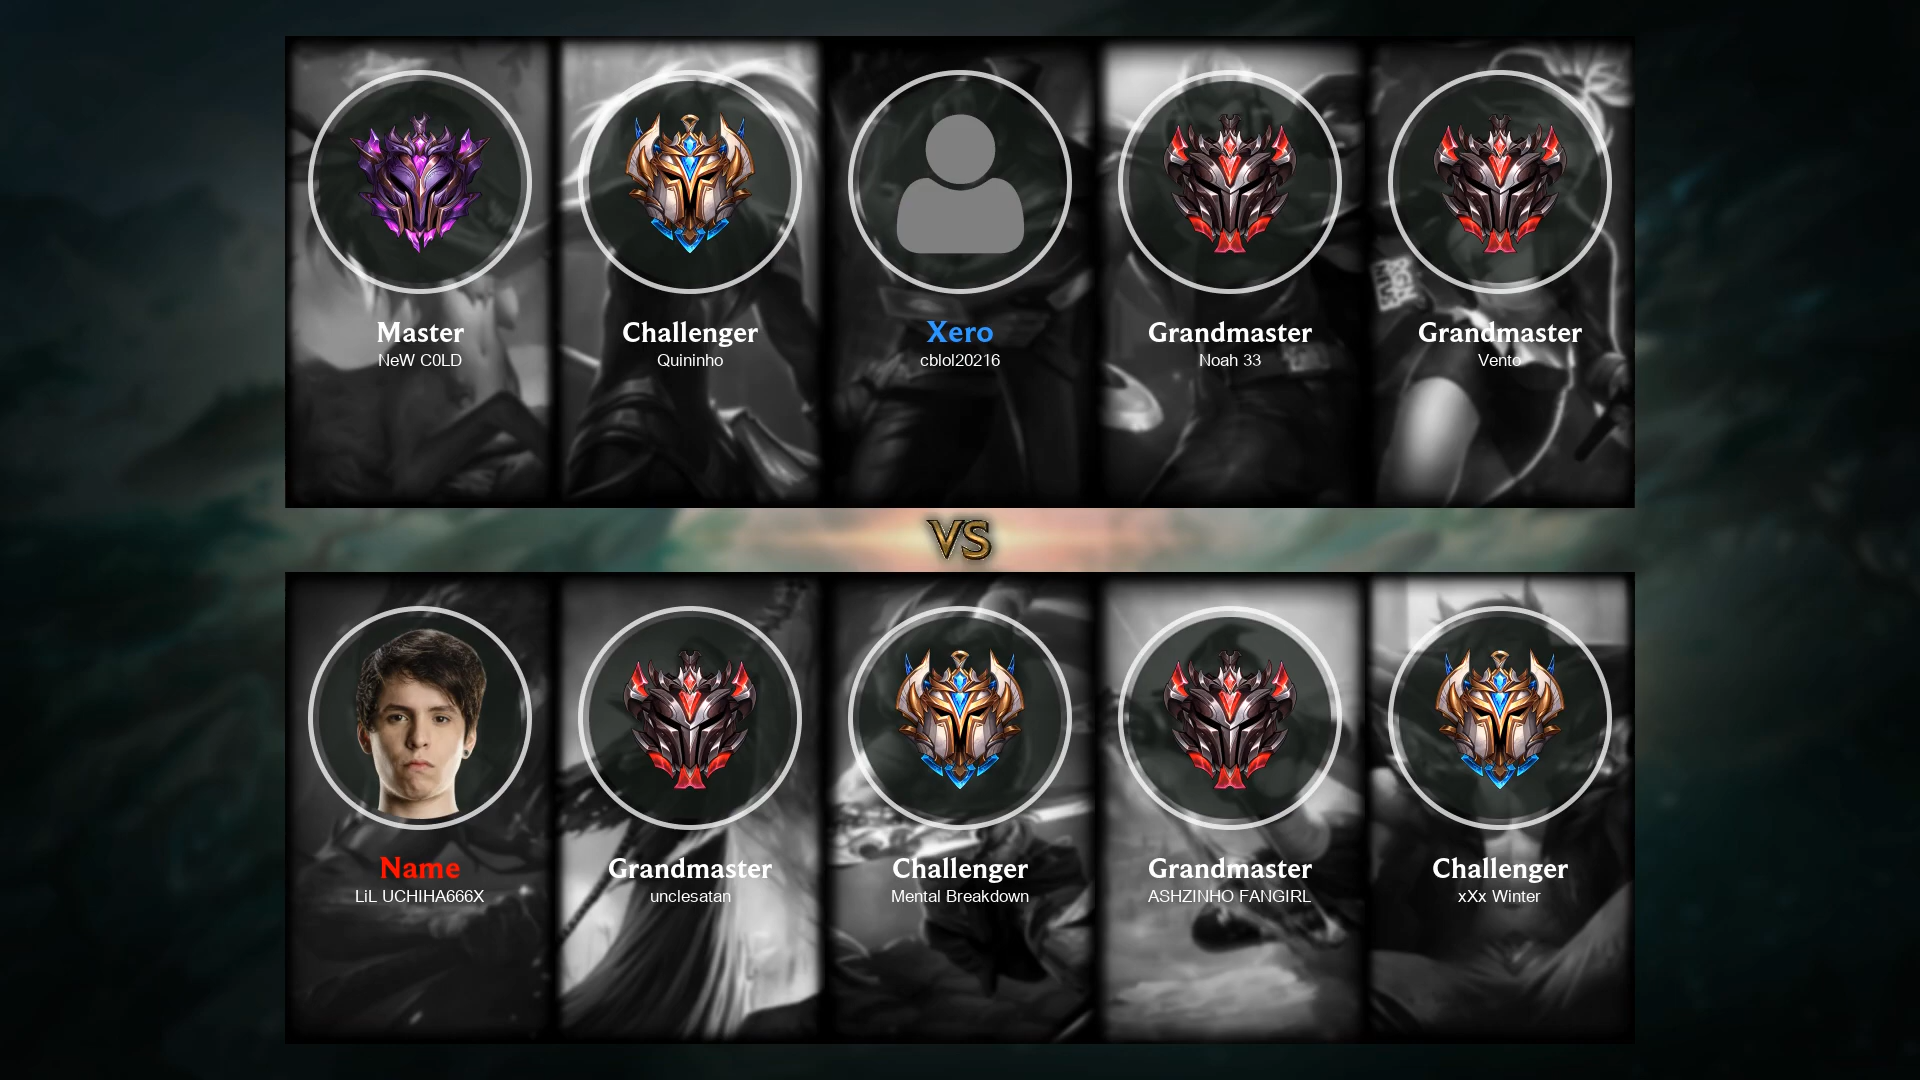 Master
NeW C0LD
Challenger
Quininho
Xero
cblol20216
Grandmaster
Noah 33
Grandmaster
Vento
VS
Name
LiL UCHIHA666X
Grandmaster
unclesatan
Challenger
Mental Breakdown
Grandmaster
ASHZINHO FANGIRL
Challenger
xXx Winter